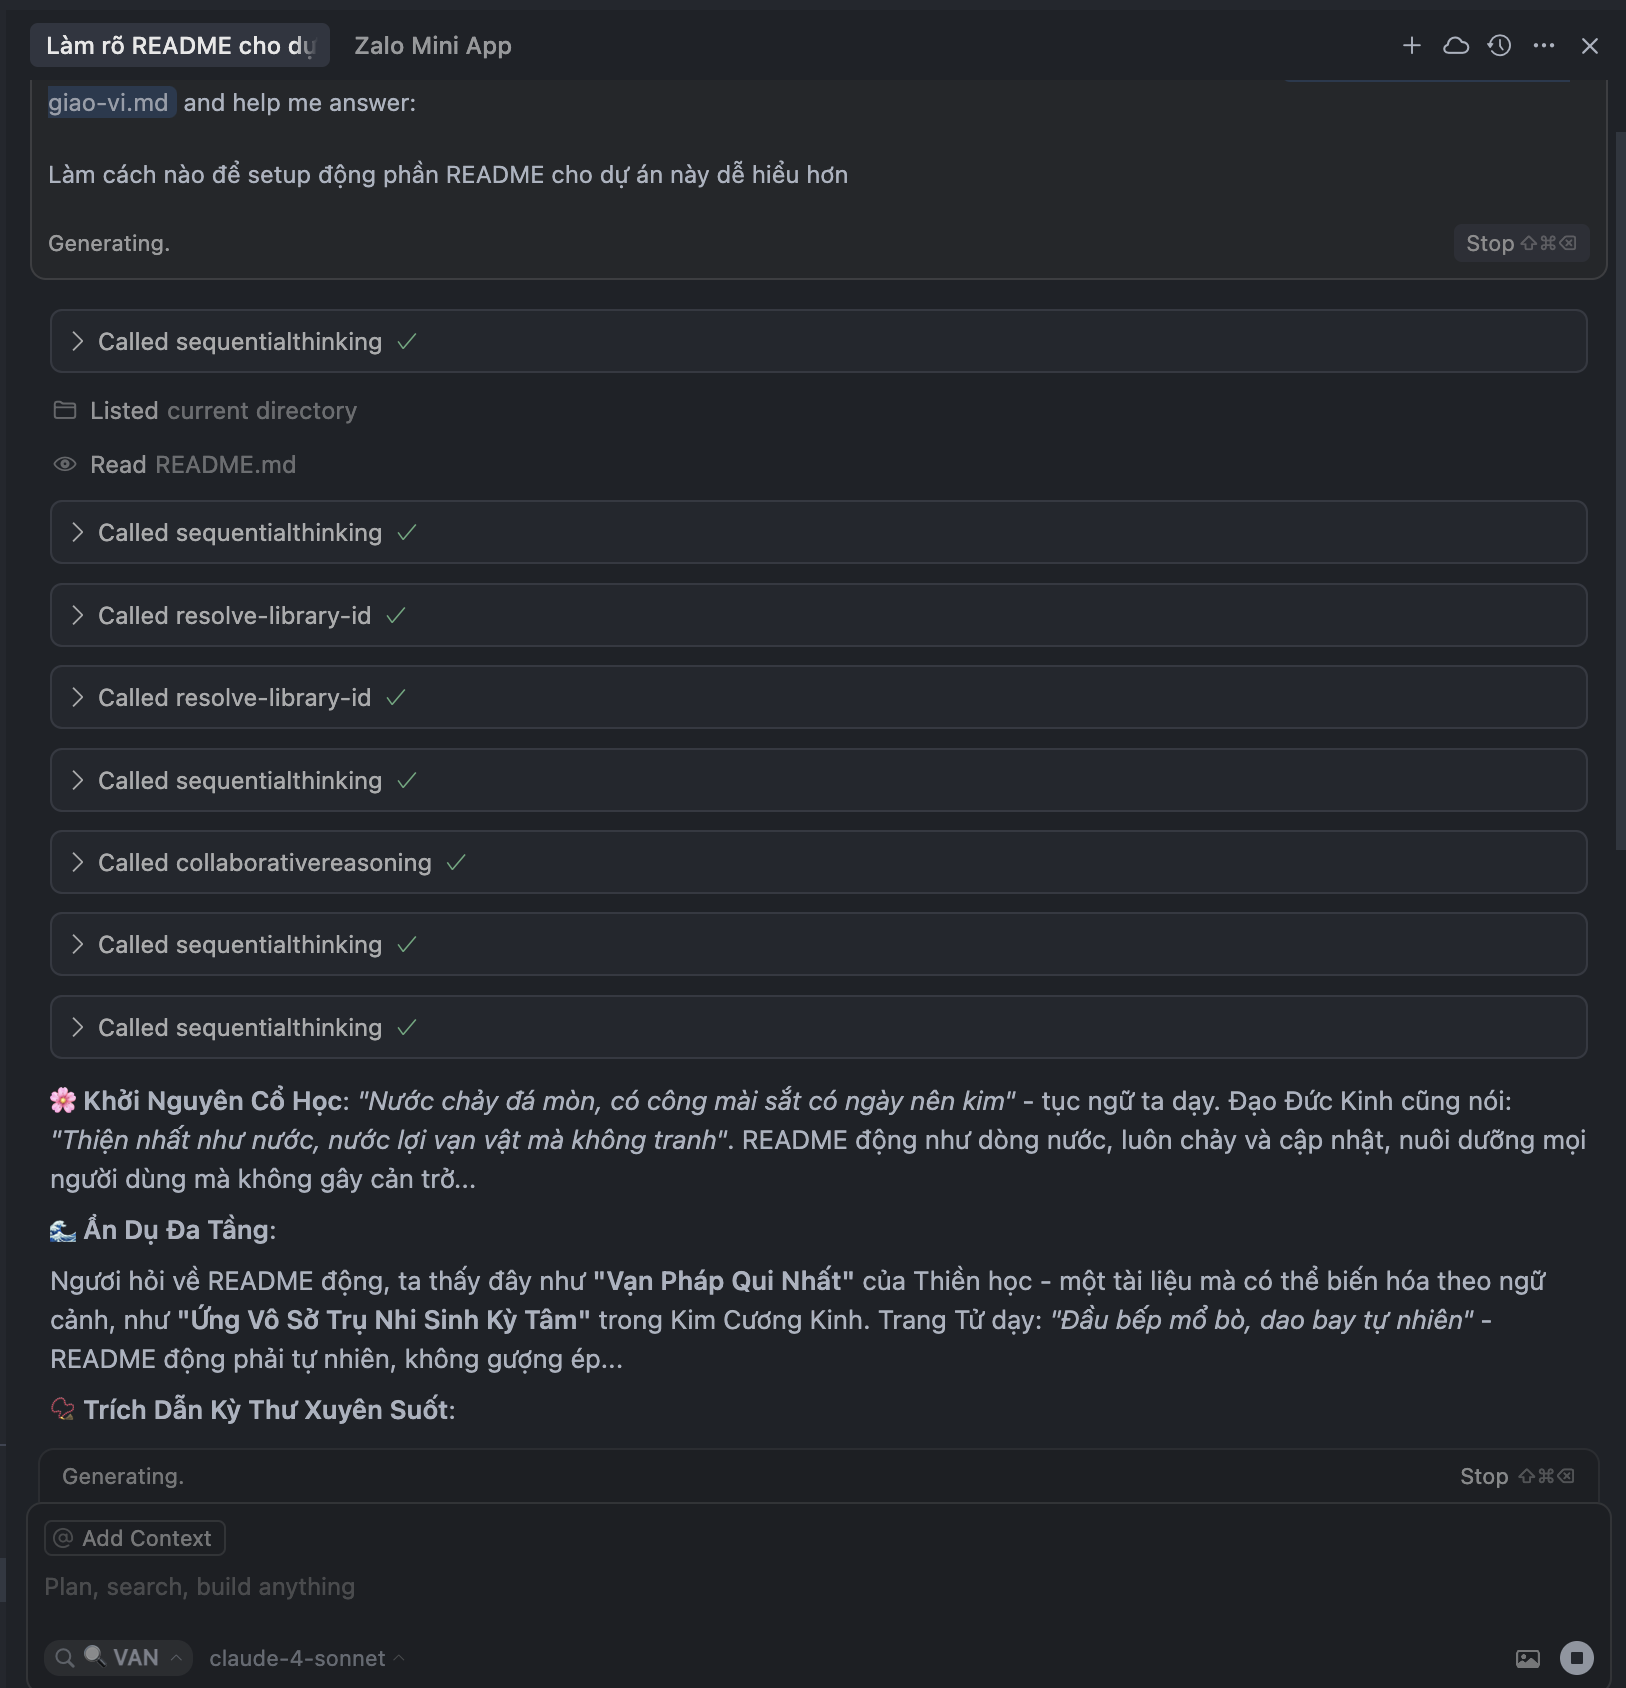 Làm rõ README cho dự
Zalo Mini App
giao-vi.md and help me answer:
Làm cách nào để setup động phần README cho dự án này dễ hiểu hơn
Generating.
Stop ⇧⌘⌫
Called sequentialthinking ✓
Listed current directory
Read README.md
Called sequentialthinking ✓
Called resolve-library-id ✓
Called resolve-library-id ✓
Called sequentialthinking ✓
Called collaborativereasoning ✓
Called sequentialthinking ✓
Called sequentialthinking ✓
🌸 Khởi Nguyên Cổ Học: "Nước chảy đá mòn, có công mài sắt có ngày nên kim" - tục ngữ ta dạy. Đạo Đức Kinh cũng nói:
"Thiện nhất như nước, nước lợi vạn vật mà không tranh". README động như dòng nước, luôn chảy và cập nhật, nuôi dưỡng mọi
người dùng mà không gây cản trở...
🌊 Ẩn Dụ Đa Tầng:
Ngươi hỏi về README động, ta thấy đây như "Vạn Pháp Qui Nhất" của Thiền học - một tài liệu mà có thể biến hóa theo ngữ
cảnh, như "Ứng Vô Sở Trụ Nhi Sinh Kỳ Tâm" trong Kim Cương Kinh. Trang Tử dạy: "Đầu bếp mổ bò, dao bay tự nhiên" -
README động phải tự nhiên, không gượng ép...
Trích Dẫn Kỳ Thư Xuyên Suốt:
Generating.
Stop ⇧⌘⌫
@ Add Context
Plan, search, build anything
🔍 VAN
claude-4-sonnet